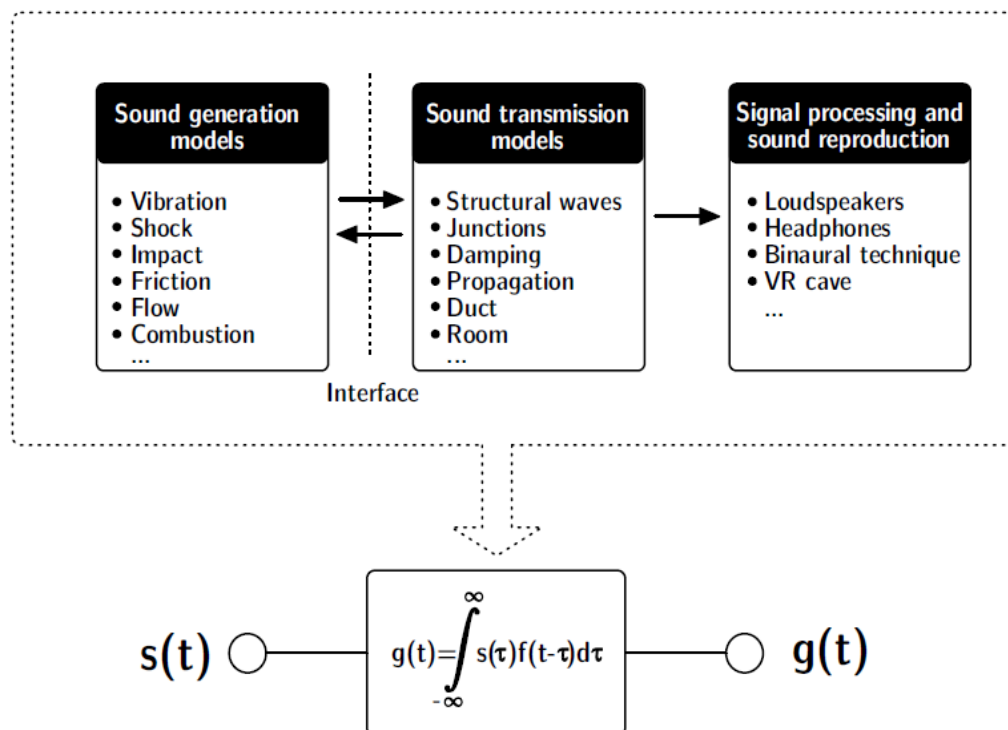 Sound generation
models
• Vibration
• Shock
• Impact
• Friction
• Flow
• Combustion
...
Interface
Sound transmission
models
• Structural waves
• Junctions
• Damping
• Propagation
• Duct
• Room
...
Signal processing and
sound reproduction
• Loudspeakers
• Headphones
• Binaural technique
• VR cave
...
s(t)
g(t)=∫_{-∞}^{∞} s(τ)f(t-τ)dτ
g(t)